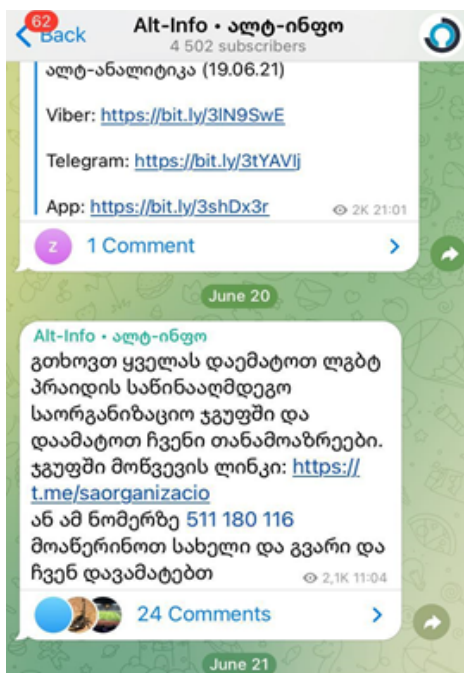 62
Back
Alt-Info • ალტ-ინფო
4 502 subscribers
ალტ-ანალიტიკა (19.06.21)
Viber: https://bit.ly/3lN9SwE
Telegram: https://bit.ly/3tYAVlj
App: https://bit.ly/3shDx3r
2K 21:01
Z
1 Comment
June 20
Alt-Info • ალტ-ინფო
გთხოვთ ყველას დაემატოთ ლგბტ
პრაიდის საწინააღმდეგო
საორგანიზაციო ჯგუფში და
დაამატოთ ჩვენი თანამოაზრეები.
ჯგუფში მოწვევის ლინკი: https://
t.me/saorganizacio
ან ამ ნომერზე 511 180 116
მოაწერინოთ სახელი და გვარი და
ჩვენ დავამატებთ
2,1K 11:04
24 Comments
June 21